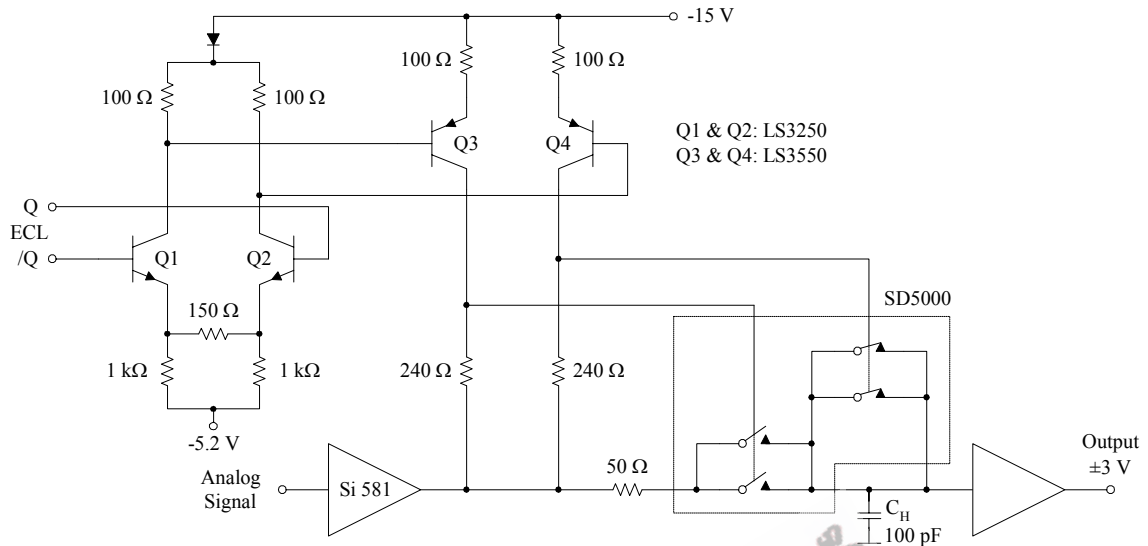 -15 V
100 Ω
100 Ω
100 Ω
100 Ω
Q3
Q4
Q1 & Q2: LS3250
Q3 & Q4: LS3550
Q
ECL
/Q
Q1
Q2
150 Ω
SD5000
1 kΩ
1 kΩ
240 Ω
240 Ω
-5.2 V
Analog
Signal
Si 581
50 Ω
Output
±3 V
CH
100 pF